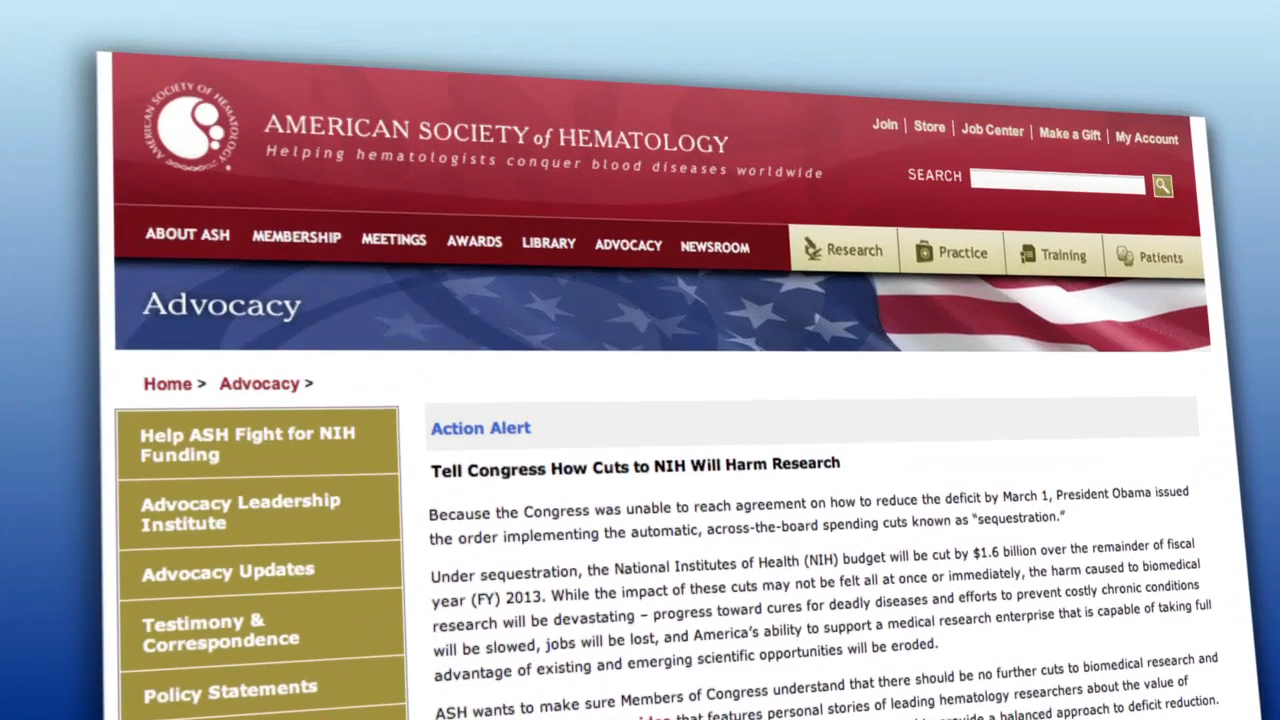 AMERICAN SOCIETY OF HEMATOLOGY
AMERICAN SOCIETY of HEMATOLOGY
Helping hematologists conquer blood diseases worldwide
Join | Store | Job Center | Make a Gift | My Account
SEARCH
ABOUT ASH MEMBERSHIP MEETINGS AWARDS LIBRARY ADVOCACY NEWSROOM Research Practice Training Patients
Advocacy
Home > Advocacy >
Help ASH Fight for NIH
Funding
Advocacy Leadership
Institute
Advocacy Updates
Testimony &
Correspondence
Policy Statements
Action Alert
Tell Congress How Cuts to NIH Will Harm Research
Because the Congress was unable to reach agreement on how to reduce the deficit by March 1, President Obama issued
the order implementing the automatic, across-the-board spending cuts known as “sequestration.”
Under sequestration, the National Institutes of Health (NIH) budget will be cut by $1.6 billion over the remainder of fiscal
year (FY) 2013. While the impact of these cuts may not be felt all at once or immediately, the harm caused to biomedical
research will be devastating – progress toward cures for deadly diseases and efforts to prevent costly chronic conditions
will be slowed, jobs will be lost, and America’s ability to support a medical research enterprise that is capable of taking full
advantage of existing and emerging scientific opportunities will be eroded.
ASH wants to make sure Members of Congress understand that there should be no further cuts to biomedical research and
that features personal stories of leading hematology researchers about the value of
a balanced approach to deficit reduction.